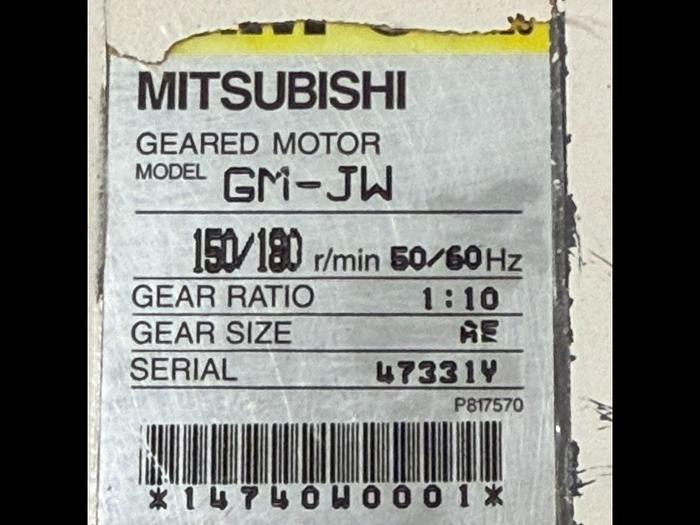 MITSUBISHI
GEARED MOTOR
MODEL GM-JW
150/180 r/min 50/60 Hz
GEAR RATIO 1:10
GEAR SIZE AE
SERIAL 47331Y
P817570
*14740W0001*